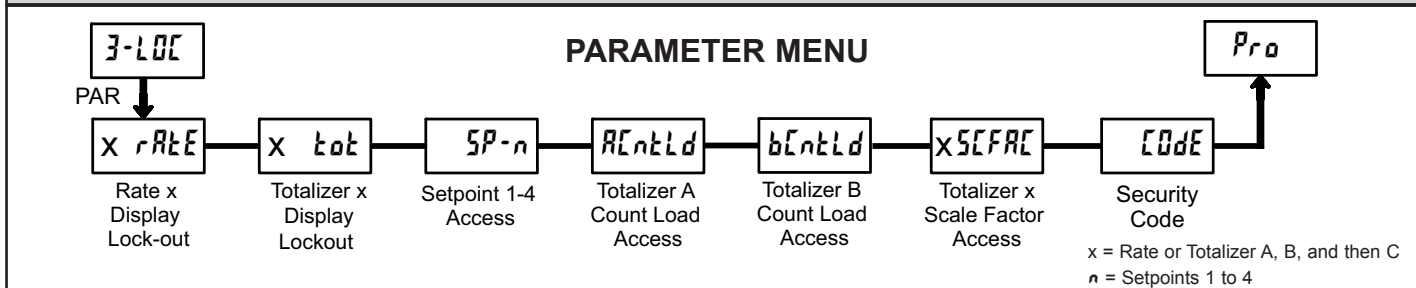 3-LOC
PARAMETER MENU
Pro
PAR
x rAtE
x tot
SP-n
ACntLd
bCntLd
xSCFAC
COdE
Rate x
Display
Lock-out
Totalizer x
Display
Lockout
Setpoint 1-4
Access
Totalizer A
Count Load
Access
Totalizer B
Count Load
Access
Totalizer x
Scale Factor
Access
Security
Code
x = Rate or Totalizer A, B, and then C
n = Setpoints 1 to 4